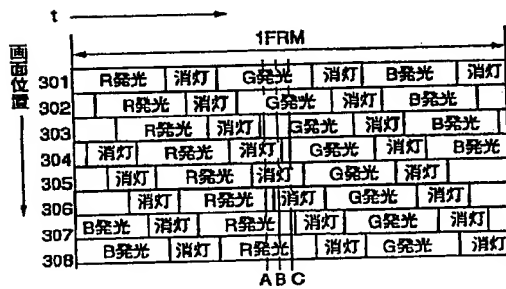 t
1FRM
画面位置
301 R発光 消灯 G発光 消灯 B発光 消灯
302 R発光 消灯 G発光 消灯 B発光
303 R発光 消灯 G発光 消灯 B発光
304 消灯 R発光 消灯 G発光 消灯 B発光
305 消灯 R発光 消灯 G発光 消灯
306 消灯 R発光 消灯 G発光 消灯
307 B発光 消灯 R発光 消灯 G発光 消灯
308 B発光 消灯 R発光 消灯 G発光 消灯
A B C